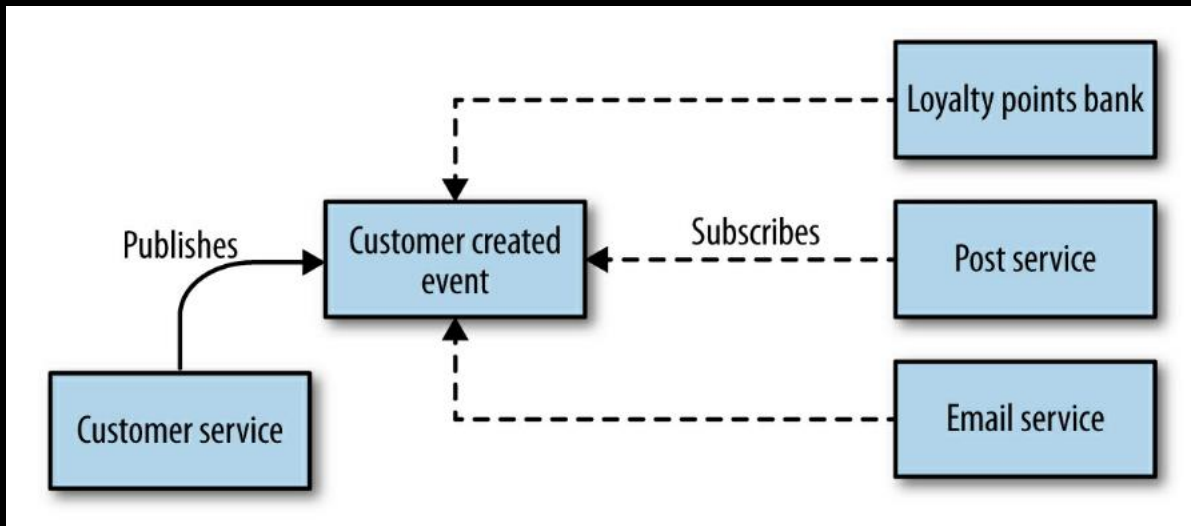 Loyalty points bank
Publishes
Customer created
event
Subscribes
Post service
Customer service
Email service